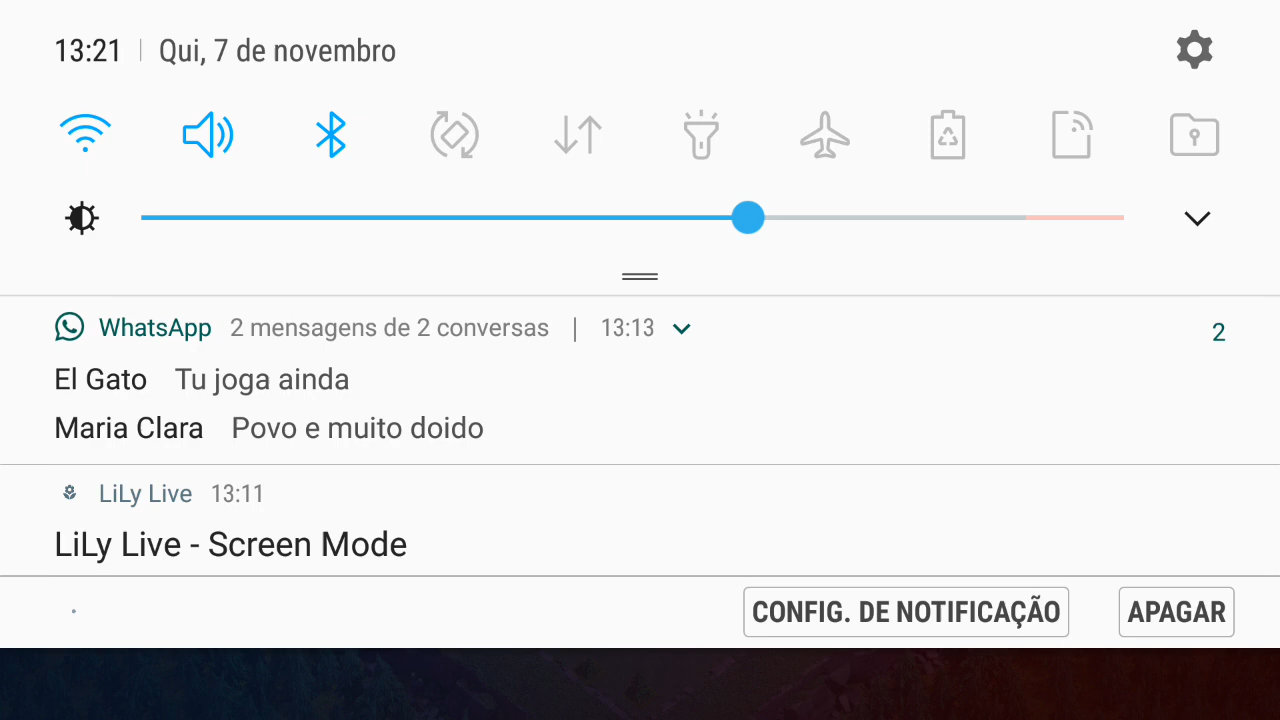 13:21 | Qui, 7 de novembro
WhatsApp 2 mensagens de 2 conversas | 13:13 2
El Gato Tu joga ainda
Maria Clara Povo e muito doido
LiLy Live 13:11
LiLy Live - Screen Mode
CONFIG. DE NOTIFICAÇÃO APAGAR